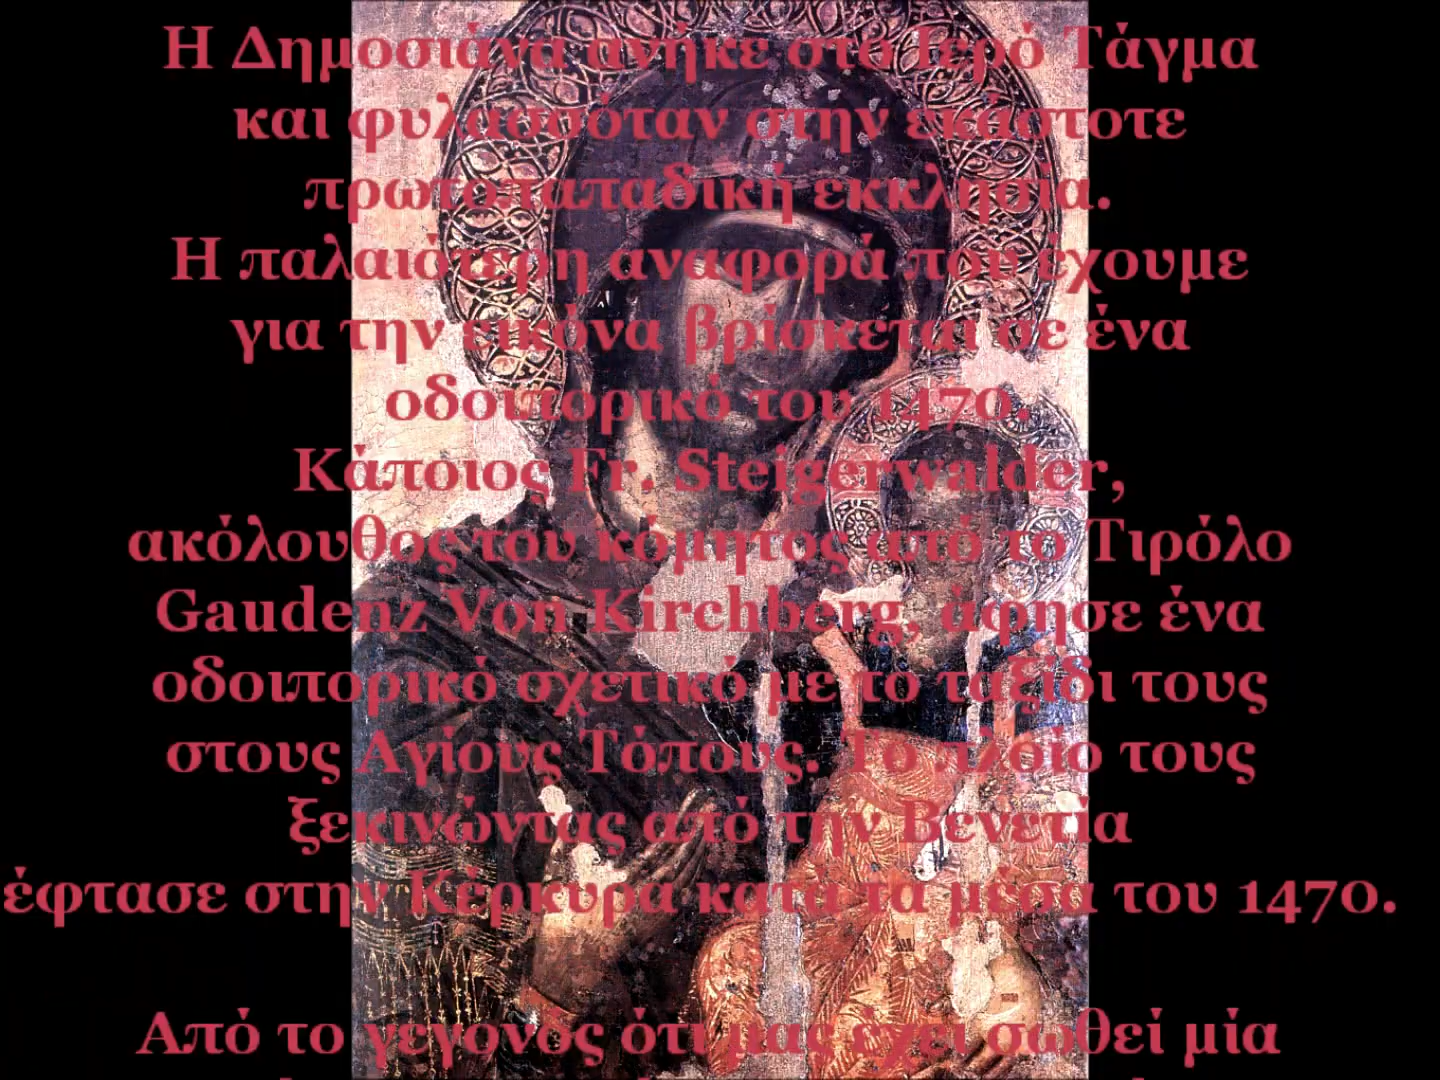 Η Δημοσιάνα ανήκε στο Ιερό Τάγμα
και φυλασσόταν στην εκάστοτε
πρωτοπαπαδική εκκλησία.
Η παλαιότερη αναφορά που έχουμε
για την εικόνα βρίσκεται σε ένα
οδοιπορικό του 1470.
Κάποιος Fr. Steigerwalder,
ακόλουθος του κόμητος από το Τιρόλο
Gaudenz Von Kirchberg, άφησε ένα
οδοιπορικό σχετικό με το ταξίδι τους
στους Αγίους Τόπους. Το πλοίο τους
ξεκινώντας από την Βενετία
έφτασε στην Κέρκυρα κατά τα μέσα του 1470.
Από το γεγονός ότι μας έχει σωθεί μία